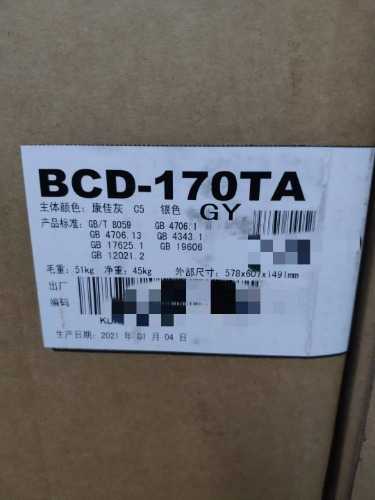 BCD-170TA
主体颜色: 康佳灰 G5 银色 GY
产品标准: GB/T 8059 GB 4706.1
GB 4706.13 GB 4343.1
GB 17625.1 GB 19606
GB 12021.2
毛重: 51kg 净重: 45kg 外部尺寸: 578x607x1491mm
出厂
编码
生产日期: 2021 年 01 月 04 日